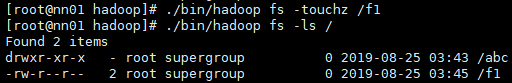 [root@nn01 hadoop]# ./bin/hadoop fs -touchz /f1
[root@nn01 hadoop]# ./bin/hadoop fs -ls /
Found 2 items
drwxr-xr-x   - root supergroup          0 2019-08-25 03:43 /abc
-rw-r--r--   2 root supergroup          0 2019-08-25 03:45 /f1